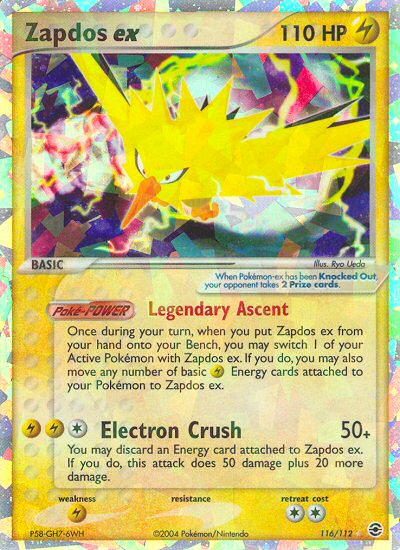 Zapdos ex 110 HP
BASIC
Illus. Ryo Ueda
When Pokémon-ex has been Knocked Out,
your opponent takes 2 Prize cards.
Poké-POWER Legendary Ascent
Once during your turn, when you put Zapdos ex from
your hand onto your Bench, you may switch 1 of your
Active Pokémon with Zapdos ex. If you do, you may also
move any number of basic Energy cards attached to
your Pokémon to Zapdos ex.
Electron Crush 50+
You may discard an Energy card attached to Zapdos ex.
If you do, this attack does 50 damage plus 20 more
damage.
weakness resistance retreat cost
P58-GH7-6WH ©2004 Pokémon/Nintendo 116/112